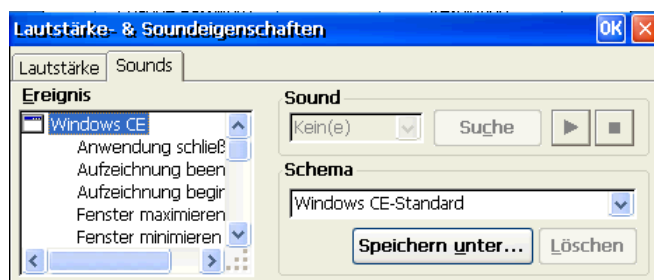 Lautstärke- & Soundeigenschaften OK
Lautstärke Sounds
Ereignis
Windows CE
Anwendung schließ
Aufzeichnung been
Aufzeichnung begir
Fenster maximieren
Fenster minimieren
Sound
Kein(e) Suche
Schema
Windows CE-Standard
Speichern unter... Löschen